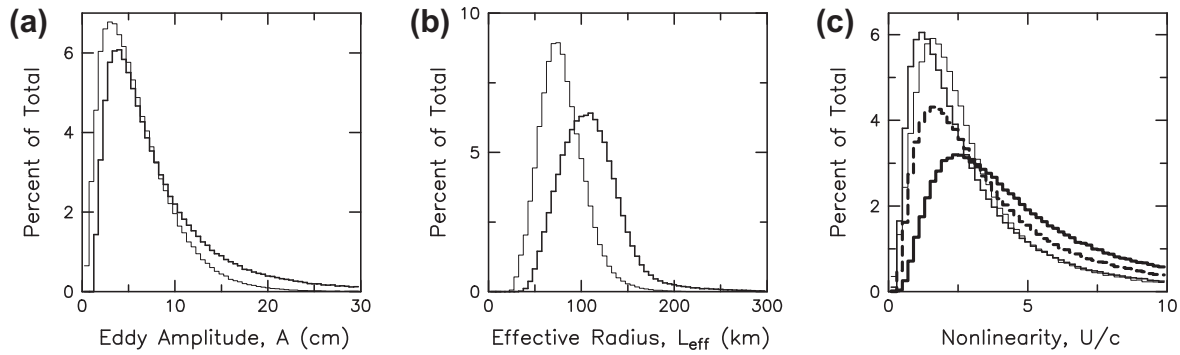 (a)
Percent of Total
6
4
2
0
0
10
20
30
Eddy Amplitude, A (cm)
(b)
Percent of Total
10
5
0
0
100
200
300
Effective Radius, Leff (km)
(c)
Percent of Total
6
4
2
0
0
5
10
Nonlinearity, U/c